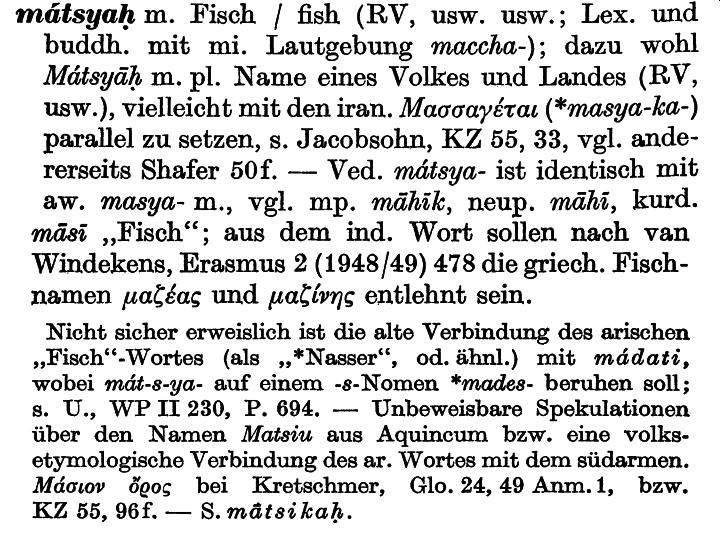 mátsyaḥ m. Fisch / fish (RV, usw. usw.; Lex. und
buddh. mit mi. Lautgebung maccha-); dazu wohl
Mátsyāḥ m. pl. Name eines Volkes und Landes (RV,
usw.), vielleicht mit den iran. Μασσαγέται (*masya-ka-)
parallel zu setzen, s. Jacobsohn, KZ 55, 33, vgl. ande-
rerseits Shafer 50f. — Ved. mátsya- ist identisch mit
aw. masya- m., vgl. mp. māhīk, neup. māhī, kurd.
māsī „Fisch“; aus dem ind. Wort sollen nach van
Windekens, Erasmus 2 (1948/49) 478 die griech. Fisch-
namen μαζέας und μαζίνης entlehnt sein.
Nicht sicher erweislich ist die alte Verbindung des arischen
„Fisch“-Wortes (als „*Nasser“, od. ähnl.) mit mádati,
wobei mát-s-ya- auf einem -s-Nomen *mades- beruhen soll;
s. U., WP II 230, P. 694. — Unbeweisbare Spekulationen
über den Namen Matsiu aus Aquincum bzw. eine volks-
etymologische Verbindung des ar. Wortes mit dem südarmen.
Μάσιον ὄρος bei Kretschmer, Glo. 24, 49 Anm. 1, bzw.
KZ 55, 96f. — S. mātsikaḥ.